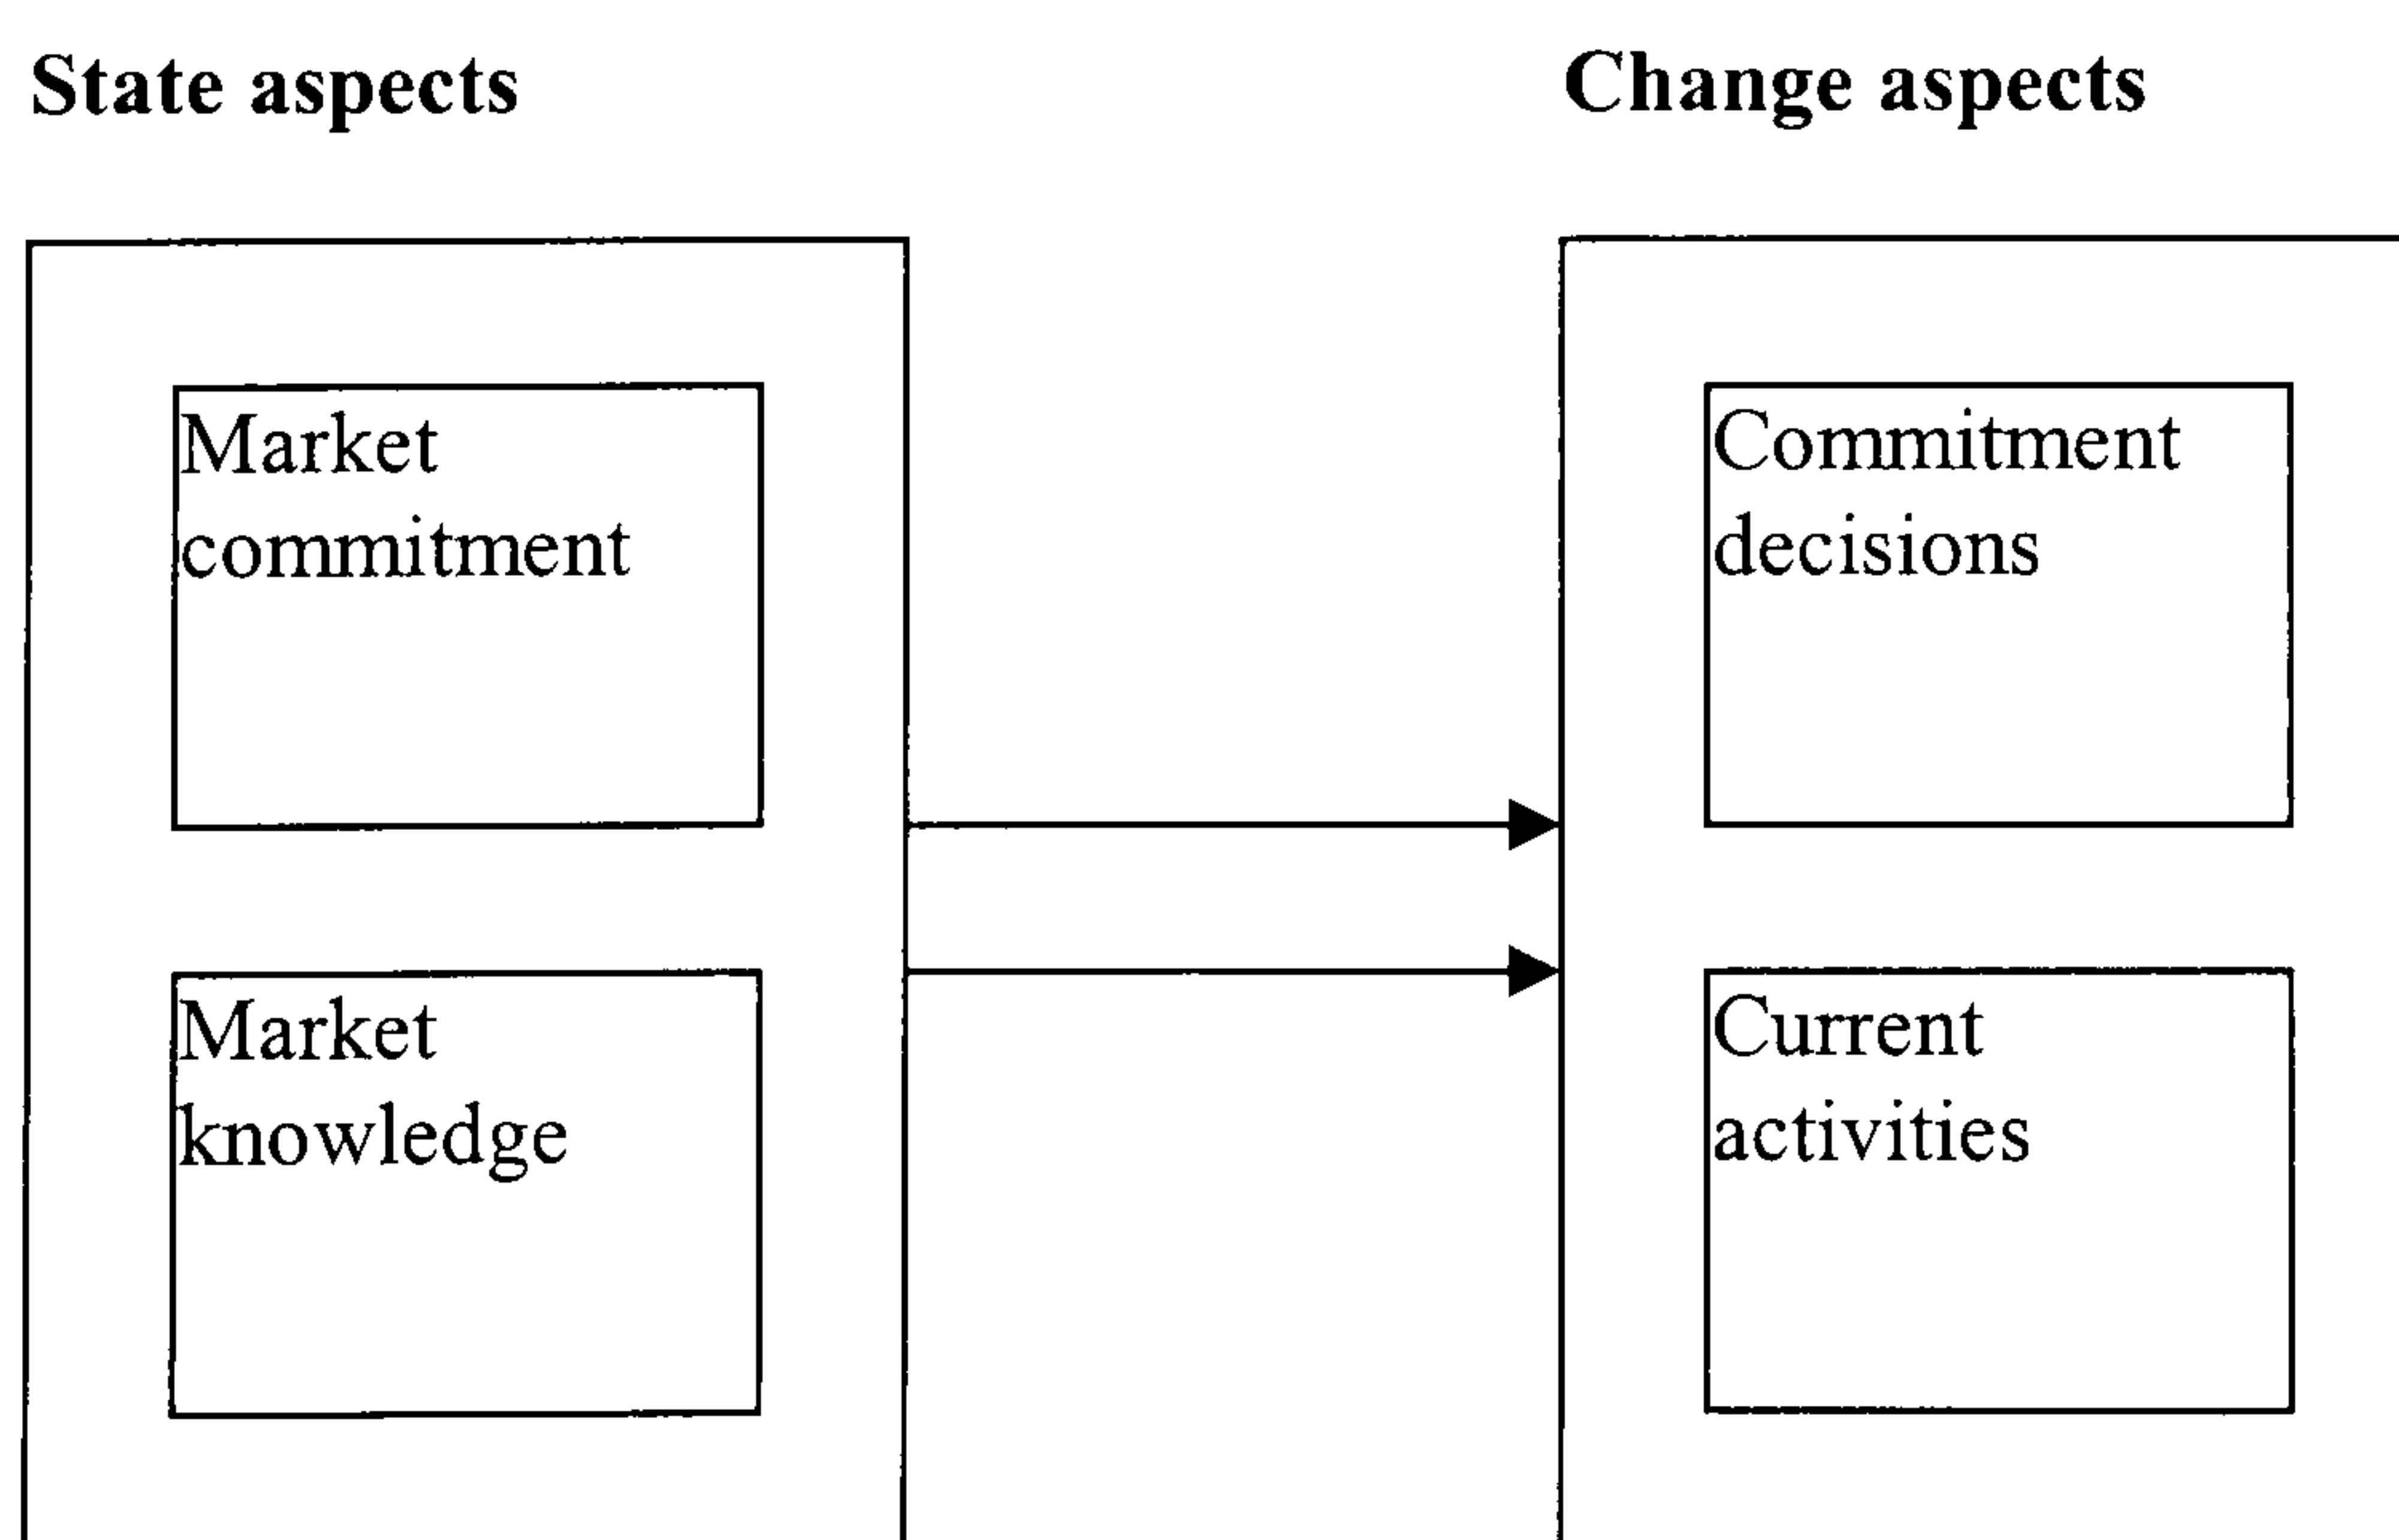 State aspects
Change aspects
Market
commitment
Commitment
decisions
Market
knowledge
Current
activities